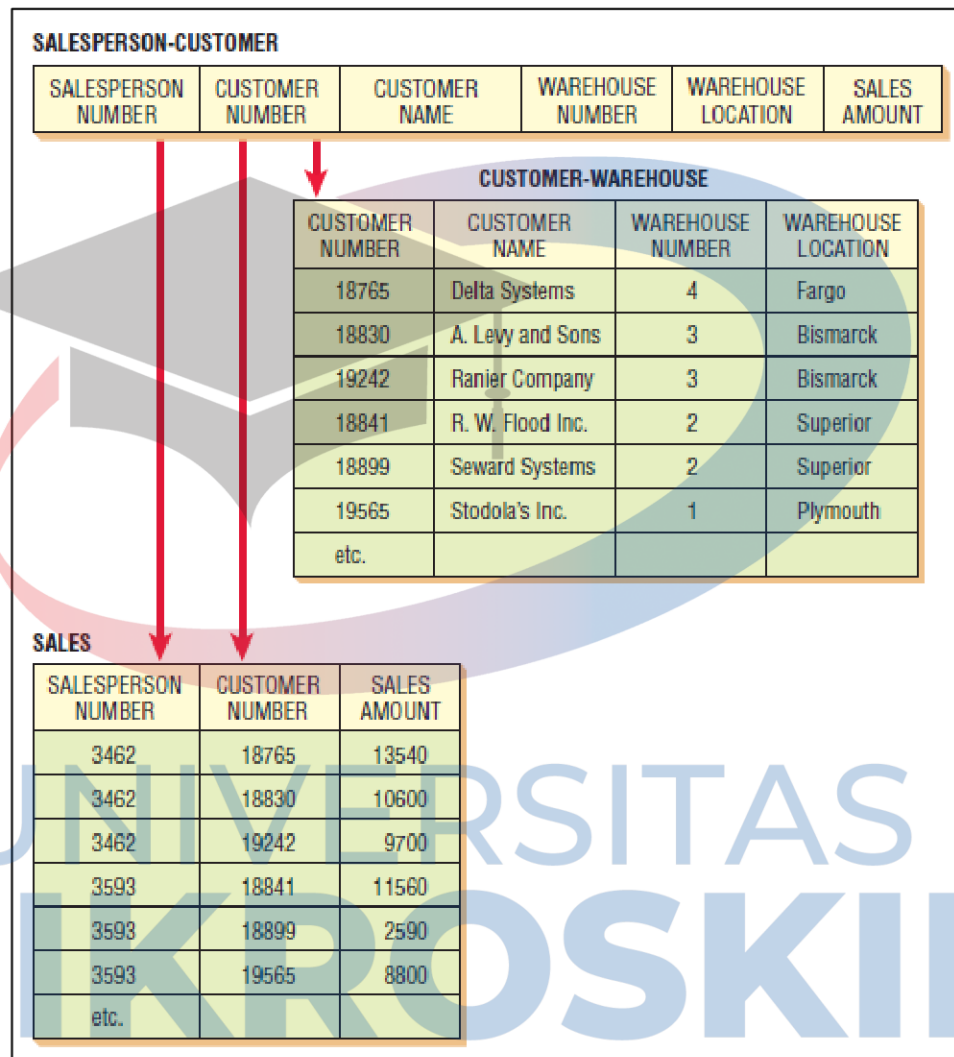 SALESPERSON-CUSTOMER
SALESPERSON NUMBER CUSTOMER NUMBER CUSTOMER NAME WAREHOUSE NUMBER WAREHOUSE LOCATION SALES AMOUNT
CUSTOMER-WAREHOUSE
CUSTOMER NUMBER CUSTOMER NAME WAREHOUSE NUMBER WAREHOUSE LOCATION
18765 Delta Systems 4 Fargo
18830 A. Levy and Sons 3 Bismarck
19242 Ranier Company 3 Bismarck
18841 R. W. Flood Inc. 2 Superior
18899 Seward Systems 2 Superior
19565 Stodola's Inc. 1 Plymouth
etc.
SALES
SALESPERSON NUMBER CUSTOMER NUMBER SALES AMOUNT
3462 18765 13540
3462 18830 10600
3462 19242 9700
3593 18841 11560
3593 18899 2590
3593 19565 8800
etc.
UNIVERSITAS
IKROSKIL